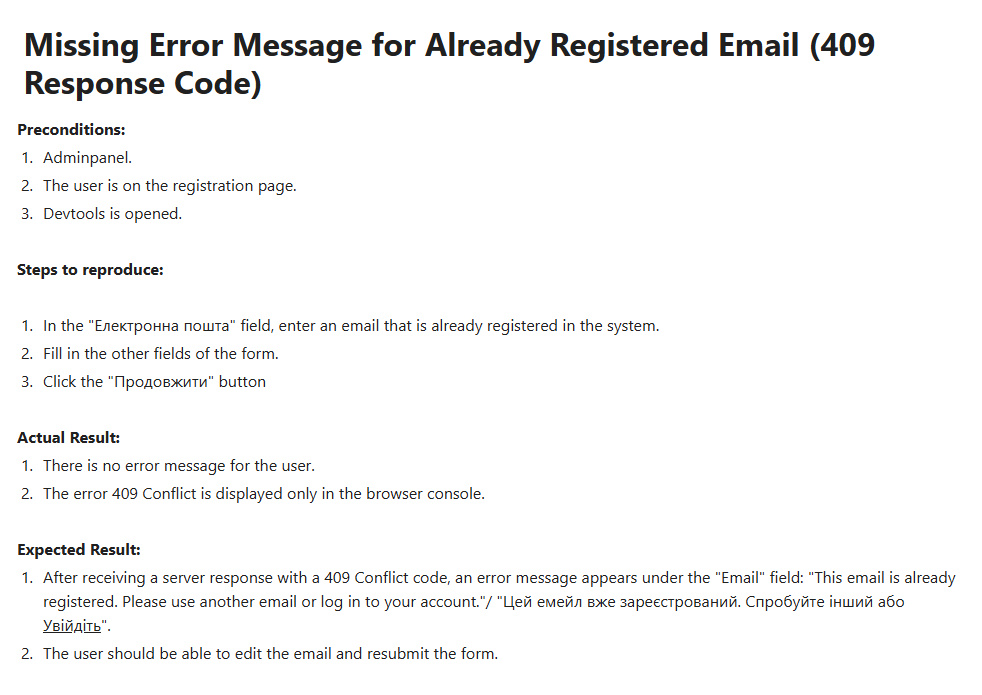 Missing Error Message for Already Registered Email (409
Response Code)
Preconditions:
1. Adminpanel.
2. The user is on the registration page.
3. Devtools is opened.
Steps to reproduce:
1. In the "Електронна пошта" field, enter an email that is already registered in the system.
2. Fill in the other fields of the form.
3. Click the "Продовжити" button
Actual Result:
1. There is no error message for the user.
2. The error 409 Conflict is displayed only in the browser console.
Expected Result:
1. After receiving a server response with a 409 Conflict code, an error message appears under the "Email" field: "This email is already
registered. Please use another email or log in to your account."/ "Цей емейл вже зареєстрований. Спробуйте інший або
Увійдіть".
2. The user should be able to edit the email and resubmit the form.